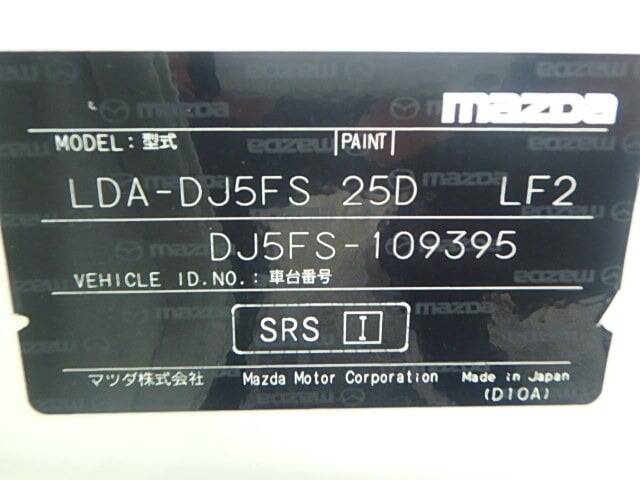 mazda
MODEL: 型式 PAINT
LDA-DJ5FS 25D LF2
DJ5FS-109395
VEHICLE ID.NO.: 車台番号
SRS I
マツダ株式会社 Mazda Motor Corporation Made in Japan
(D10A)